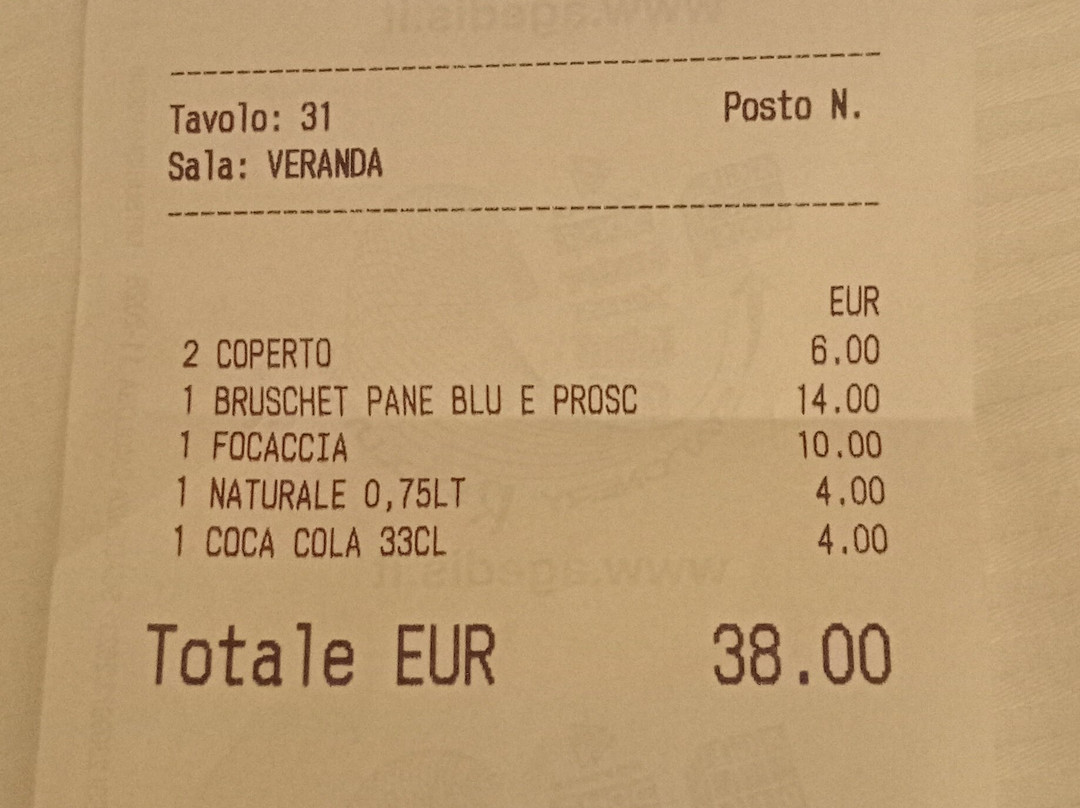 Tavolo: 31 Posto N.
Sala: VERANDA
EUR
2 COPERTO 6.00
1 BRUSCHET PANE BLU E PROSC 14.00
1 FOCACCIA 10.00
1 NATURALE 0,75LT 4.00
1 COCA COLA 33CL 4.00
Totale EUR 38.00